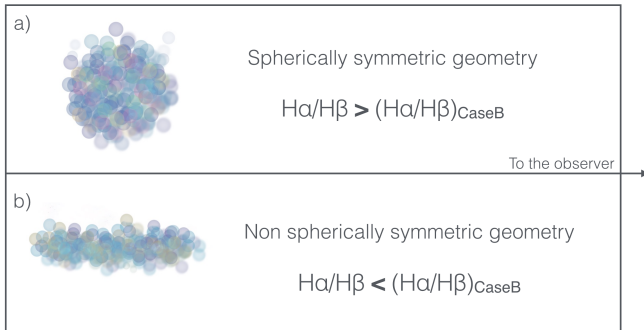 a)
Spherically symmetric geometry
Hα/Hβ > (Hα/Hβ)CaseB
To the observer
b)
Non spherically symmetric geometry
Hα/Hβ < (Hα/Hβ)CaseB